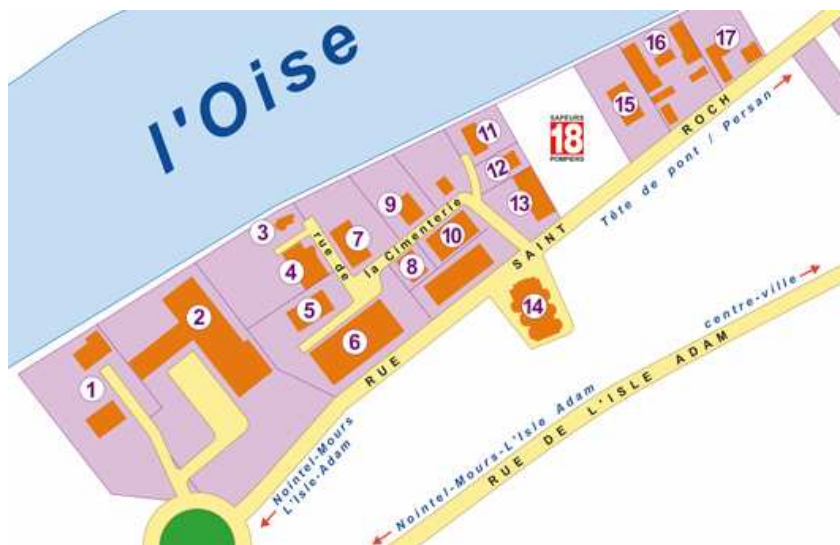 l'Oise
16
17
15
ROCH
Tête de pont / Persan
SAPEURS
18
POMPIERS
11
12
13
9
10
8
7
rue de
la Cimenterie
3
4
5
6
SAINT
RUE
14
2
1
centre-ville
RUE DE L'ISLE ADAM
Nointel-Mours-L'Isle Adam
Nointel-Mours
L'Isle-Adam